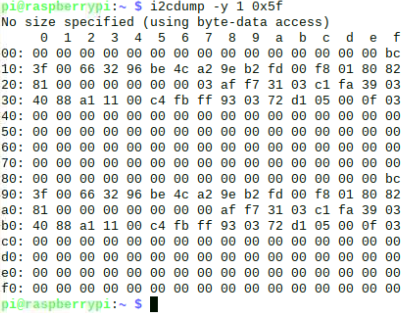 pi@raspberrypi:~ $ i2cdump -y 1 0x5f
No size specified (using byte-data access)
0 1 2 3 4 5 6 7 8 9 a b c d e f
00: 00 00 00 00 00 00 00 00 00 00 00 00 00 00 00 bc
10: 3f 00 66 32 96 be 4c a2 9e b2 fd 00 f8 01 80 82
20: 81 00 00 00 00 00 00 03 af f7 31 03 c1 fa 39 03
30: 40 88 a1 11 00 c4 fb ff 93 03 72 d1 05 00 0f 03
40: 00 00 00 00 00 00 00 00 00 00 00 00 00 00 00 00
50: 00 00 00 00 00 00 00 00 00 00 00 00 00 00 00 00
60: 00 00 00 00 00 00 00 00 00 00 00 00 00 00 00 00
70: 00 00 00 00 00 00 00 00 00 00 00 00 00 00 00 00
80: 00 00 00 00 00 00 00 00 00 00 00 00 00 00 00 bc
90: 3f 00 66 32 96 be 4c a2 9e b2 fd 00 f8 01 80 82
a0: 81 00 00 00 00 00 00 00 af f7 31 03 c1 fa 39 03
b0: 40 88 a1 11 00 c4 fb ff 93 03 72 d1 05 00 0f 03
c0: 00 00 00 00 00 00 00 00 00 00 00 00 00 00 00 00
d0: 00 00 00 00 00 00 00 00 00 00 00 00 00 00 00 00
e0: 00 00 00 00 00 00 00 00 00 00 00 00 00 00 00 00
f0: 00 00 00 00 00 00 00 00 00 00 00 00 00 00 00 00
pi@raspberrypi:~ $